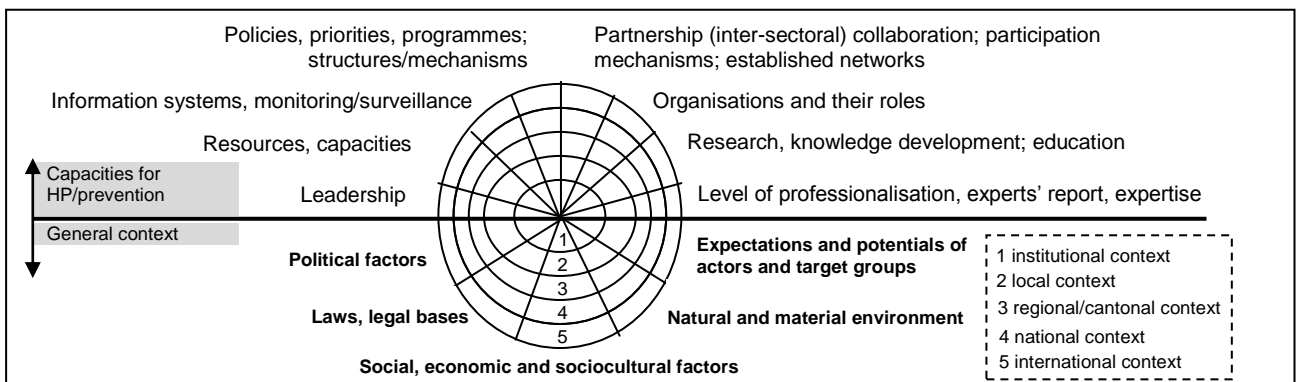 Policies, priorities, programmes;
structures/mechanisms
Partnership (inter-sectoral) collaboration; participation
mechanisms; established networks
Information systems, monitoring/surveillance
Organisations and their roles
Resources, capacities
Research, knowledge development; education
Capacities for
HP/prevention
Leadership
Level of professionalisation, experts' report, expertise
General context
Political factors
Expectations and potentials of
actors and target groups
Laws, legal bases
Natural and material environment
Social, economic and sociocultural factors
1
2
3
4
5
1 institutional context
2 local context
3 regional/cantonal context
4 national context
5 international context